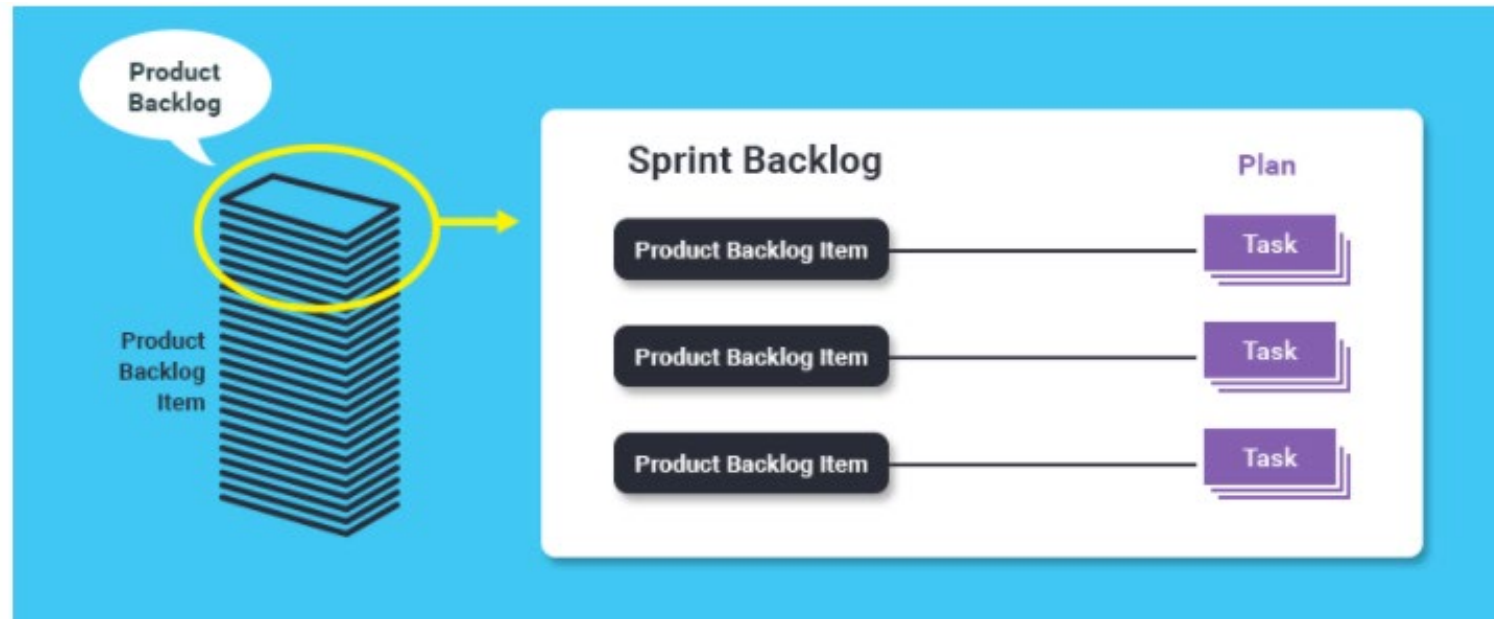 Product
Backlog
Product
Backlog
Item
Sprint Backlog
Plan
Product Backlog Item
Task
Product Backlog Item
Task
Product Backlog Item
Task